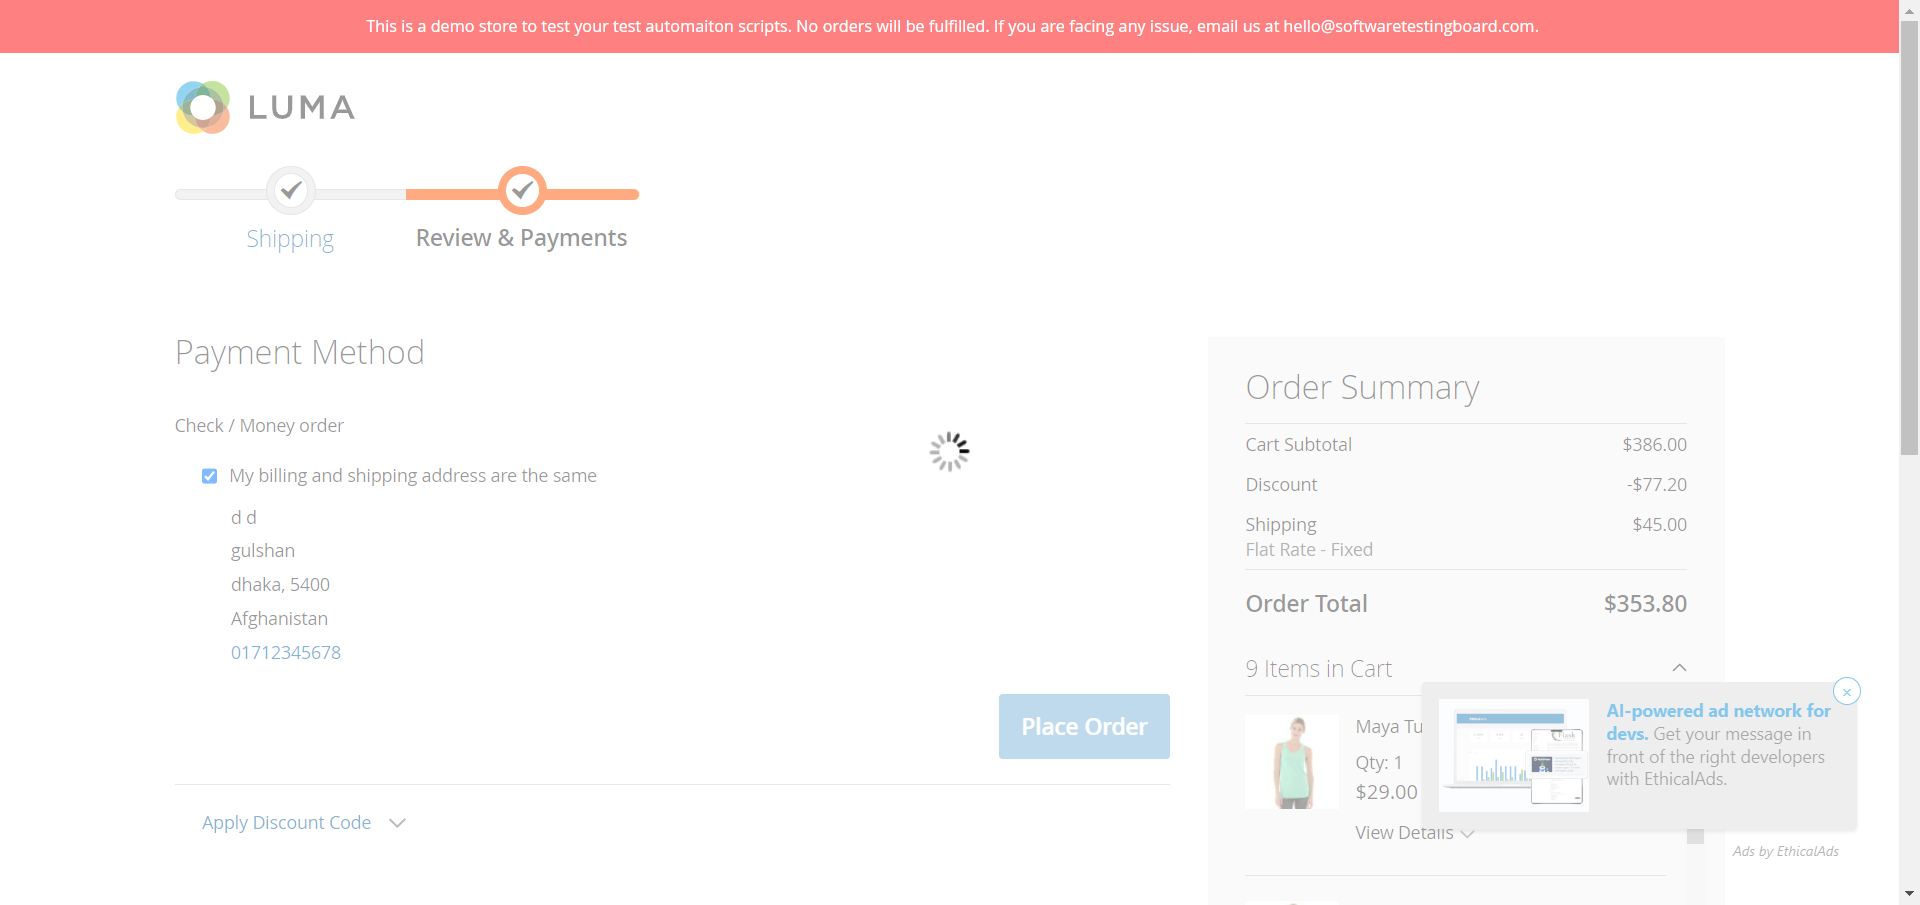 This is a demo store to test your test automaiton scripts. No orders will be fulfilled. If you are facing any issue, email us at hello@softwaretestingboard.com.
LUMA
Shipping
Review & Payments
Payment Method
Check / Money order
My billing and shipping address are the same
d d
gulshan
dhaka, 5400
Afghanistan
01712345678
Place Order
Apply Discount Code
Order Summary
Cart Subtotal $386.00
Discount -$77.20
Shipping $45.00
Flat Rate - Fixed
Order Total $353.80
9 Items in Cart
Maya Tu
Qty: 1
$29.00
View Details
AI-powered ad network for
devs. Get your message in
front of the right developers
with EthicalAds.
Ads by EthicalAds